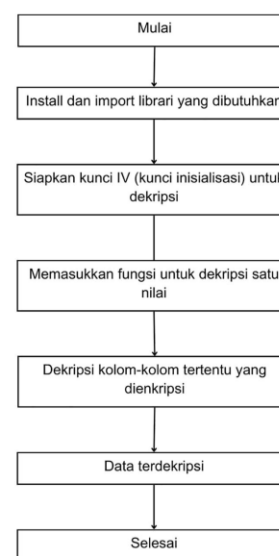 Mulai
Install dan import librari yang dibutuhkan
Siapkan kunci IV (kunci inisialisasi) untuk
dekripsi
Memasukkan fungsi untuk dekripsi satu
nilai
Dekripsi kolom-kolom tertentu yang
dienkripsi
Data terdekripsi
Selesai